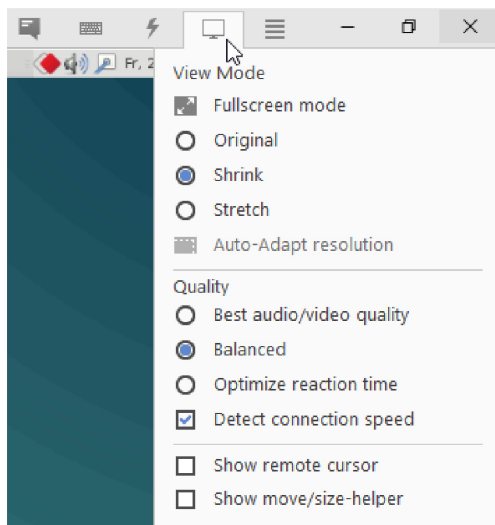 Fr, 2
View Mode
Fullscreen mode
Original
Shrink
Stretch
Auto-Adapt resolution
Quality
Best audio/video quality
Balanced
Optimize reaction time
Detect connection speed
Show remote cursor
Show move/size-helper